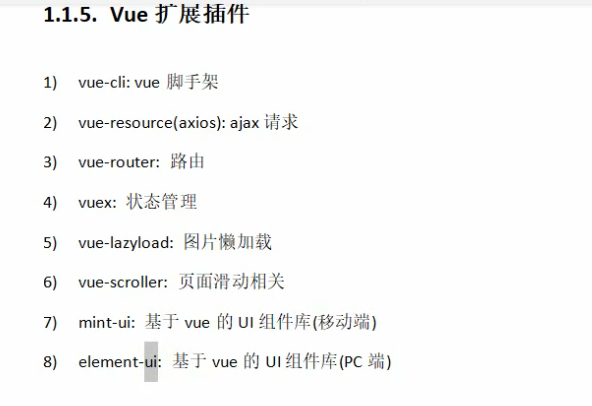 1.1.5. Vue 扩展插件
1) vue-cli: vue 脚手架
2) vue-resource(axios): ajax 请求
3) vue-router: 路由
4) vuex: 状态管理
5) vue-lazyload: 图片懒加载
6) vue-scroller: 页面滑动相关
7) mint-ui: 基于 vue 的 UI 组件库(移动端)
8) element-ui: 基于 vue 的 UI 组件库(PC 端)